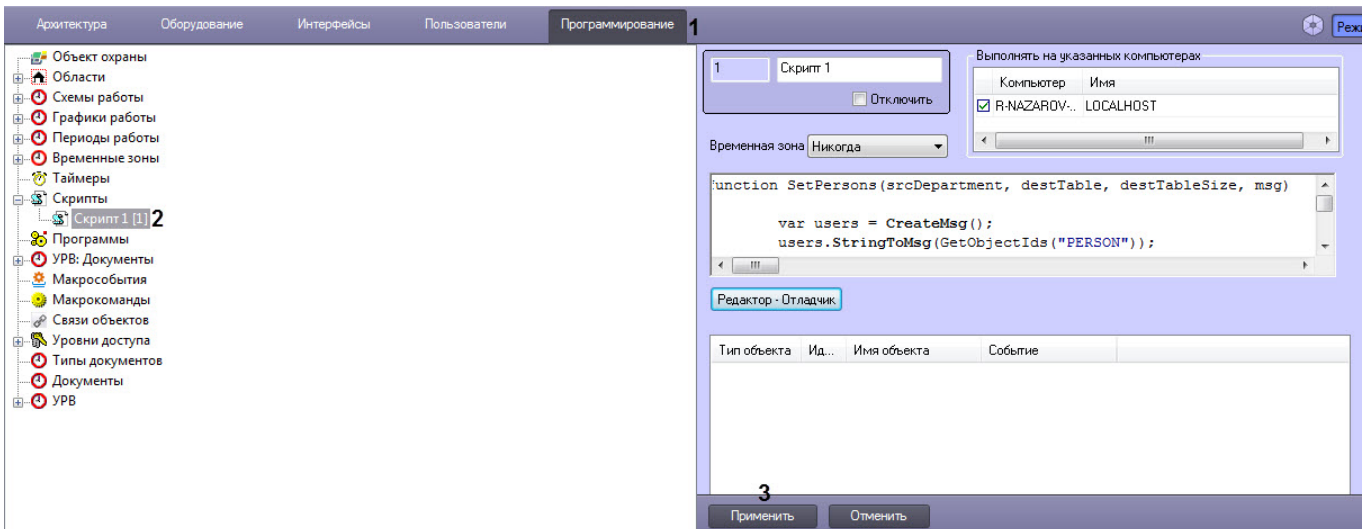 Архитектура Оборудование Интерфейсы Пользователи Программирование 1
Объект охраны
Области
Схемы работы
Графики работы
Периоды работы
Временные зоны
Таймеры
Скрипты
Скрипт 1 [1] 2
Программы
УРВ: Документы
Макрособытия
Макрокоманды
Связи объектов
Уровни доступа
Типы документов
Документы
УРВ
1 Скрипт 1
Отключить
Выполнять на указанных компьютерах
Компьютер Имя
R-NAZAROV-... LOCALHOST
Временная зона Никогда
function SetPersons(srcDepartment, destTable, destTableSize, msg)
var users = CreateMsg();
users.StringToMsg(GetObjectIds("PERSON"));
Редактор - Отладчик
Тип объекта Ид... Имя объекта Событие
3
Применить Отменить